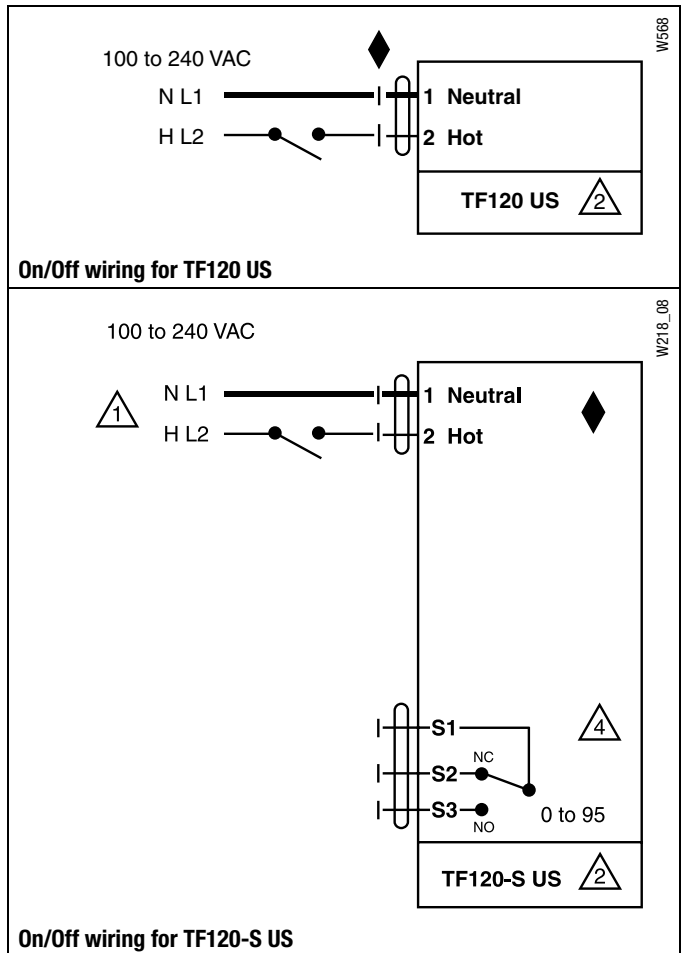 W568
100 to 240 VAC
N L1
1 Neutral
H L2
2 Hot
TF120 US
2
On/Off wiring for TF120 US
W218_08
100 to 240 VAC
1
N L1
1 Neutral
H L2
2 Hot
S1
4
S2
NC
S3
NO
0 to 95
TF120-S US
2
On/Off wiring for TF120-S US